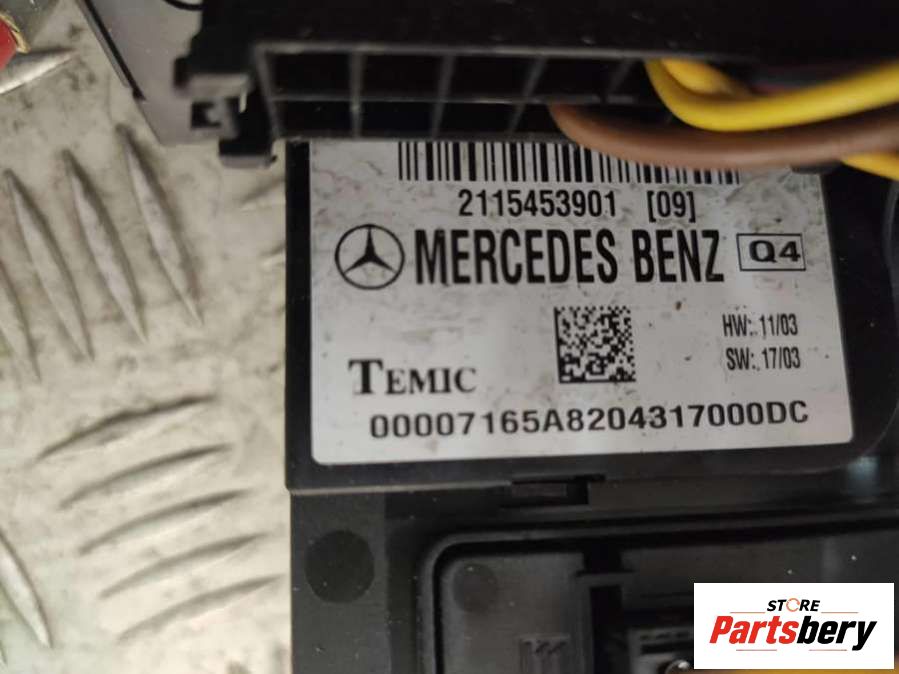 2115453901 [09]
MERCEDES BENZ Q4
HW: 11/03
SW: 17/03
TEMIC
00007165A8204317000DC
STORE
Partsbery